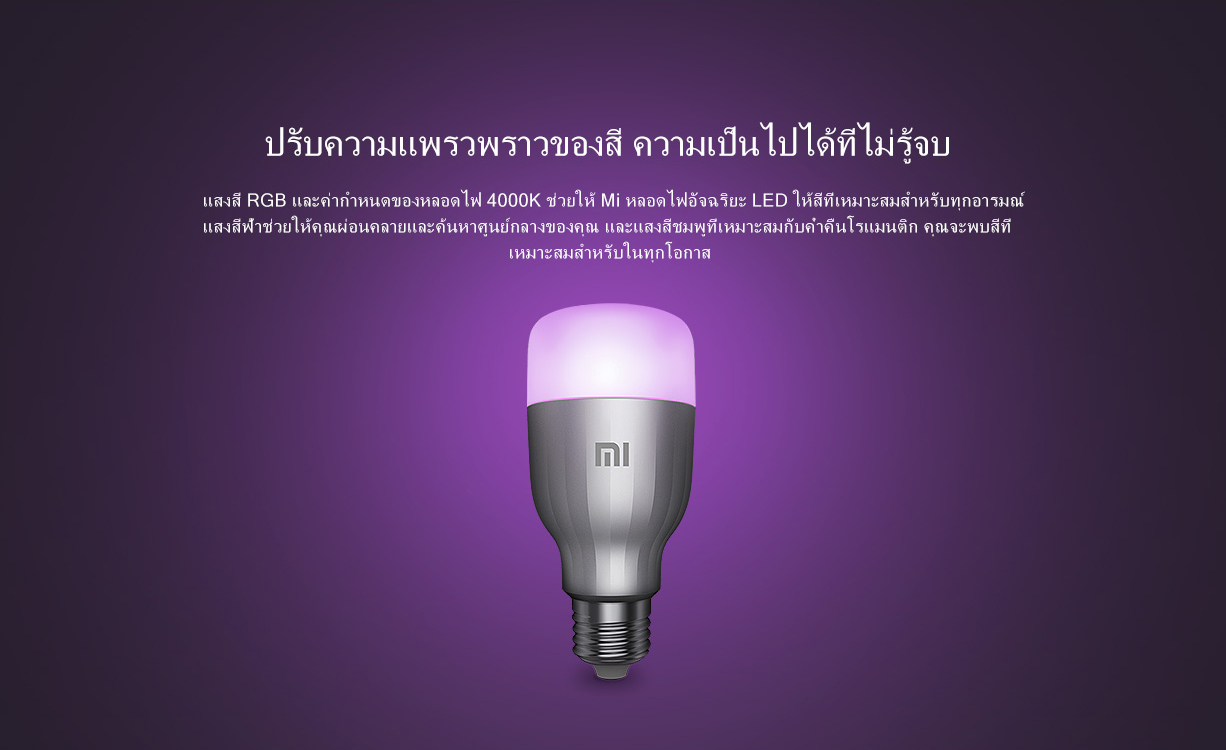 ปรับความแพรวพราวของสี ความเป็นไปได้ที่ไม่รู้จบ
แสงสี RGB และค่ากำหนดของหลอดไฟ 4000K ช่วยให้ Mi หลอดไฟอัจฉริยะ LED ให้สีที่เหมาะสมสำหรับทุกอารมณ์
แสงสีฟ้าช่วยให้คุณผ่อนคลายและค้นหาศูนย์กลางของคุณ และแสงสีชมพูที่เหมาะสมกับค่ำคืนโรแมนติก คุณจะพบสีที่
เหมาะสมสำหรับในทุกโอกาส
MI